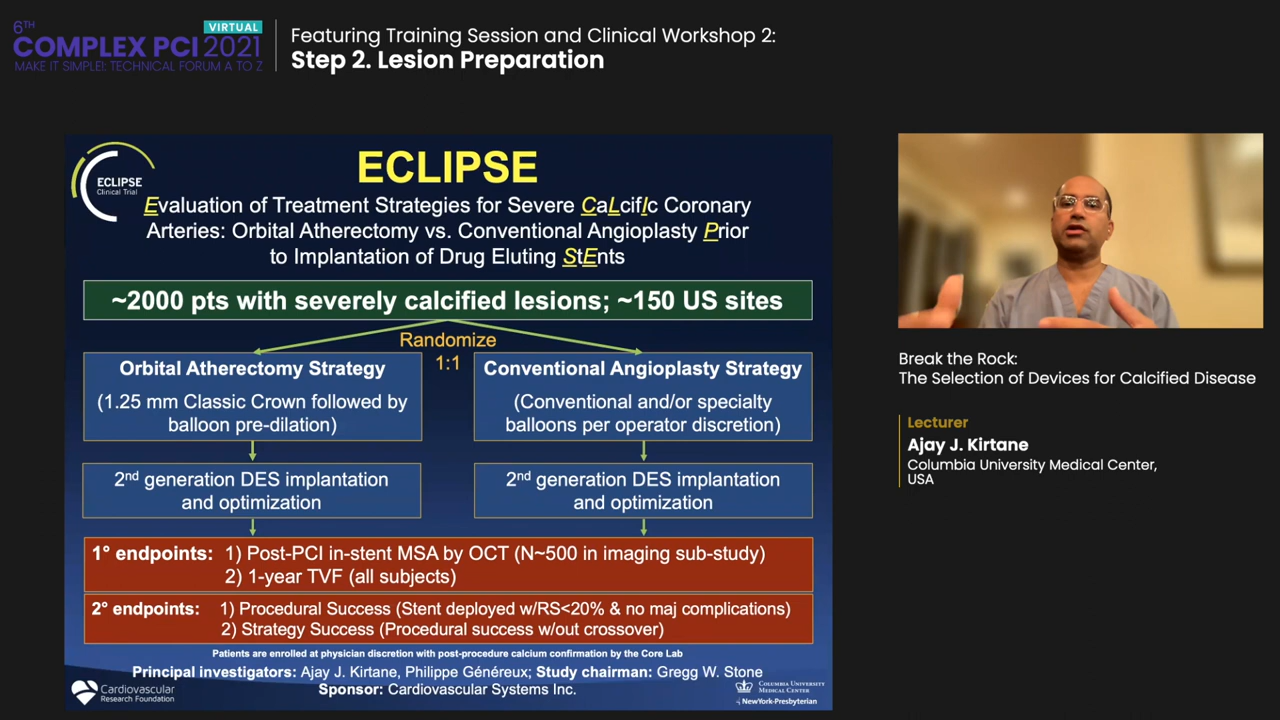 6TH
VIRTUAL
COMPLEX PCI 2021
MAKE IT SIMPLE!: TECHNICAL FORUM A TO Z
Featuring Training Session and Clinical Workshop 2:
Step 2. Lesion Preparation
ECLIPSE
Clinical Trial
ECLIPSE
Evaluation of Treatment Strategies for Severe CaLcifIc Coronary
Arteries: Orbital Atherectomy vs. Conventional Angioplasty Prior
to Implantation of Drug Eluting StEnts
~2000 pts with severely calcified lesions; ~150 US sites
Randomize
1:1
Orbital Atherectomy Strategy
(1.25 mm Classic Crown followed by
balloon pre-dilation)
Conventional Angioplasty Strategy
(Conventional and/or specialty
balloons per operator discretion)
2nd generation DES implantation
and optimization
2nd generation DES implantation
and optimization
1° endpoints: 1) Post-PCI in-stent MSA by OCT (N~500 in imaging sub-study)
2) 1-year TVF (all subjects)
2° endpoints: 1) Procedural Success (Stent deployed w/RS<20% & no maj complications)
2) Strategy Success (Procedural success w/out crossover)
Patients are enrolled at physician discretion with post-procedure calcium confirmation by the Core Lab
Principal investigators: Ajay J. Kirtane, Philippe Généreux; Study chairman: Gregg W. Stone
Sponsor: Cardiovascular Systems Inc.
Cardiovascular
Research Foundation
COLUMBIA UNIVERSITY
MEDICAL CENTER
NewYork-Presbyterian
Break the Rock:
The Selection of Devices for Calcified Disease
Lecturer
Ajay J. Kirtane
Columbia University Medical Center,
USA